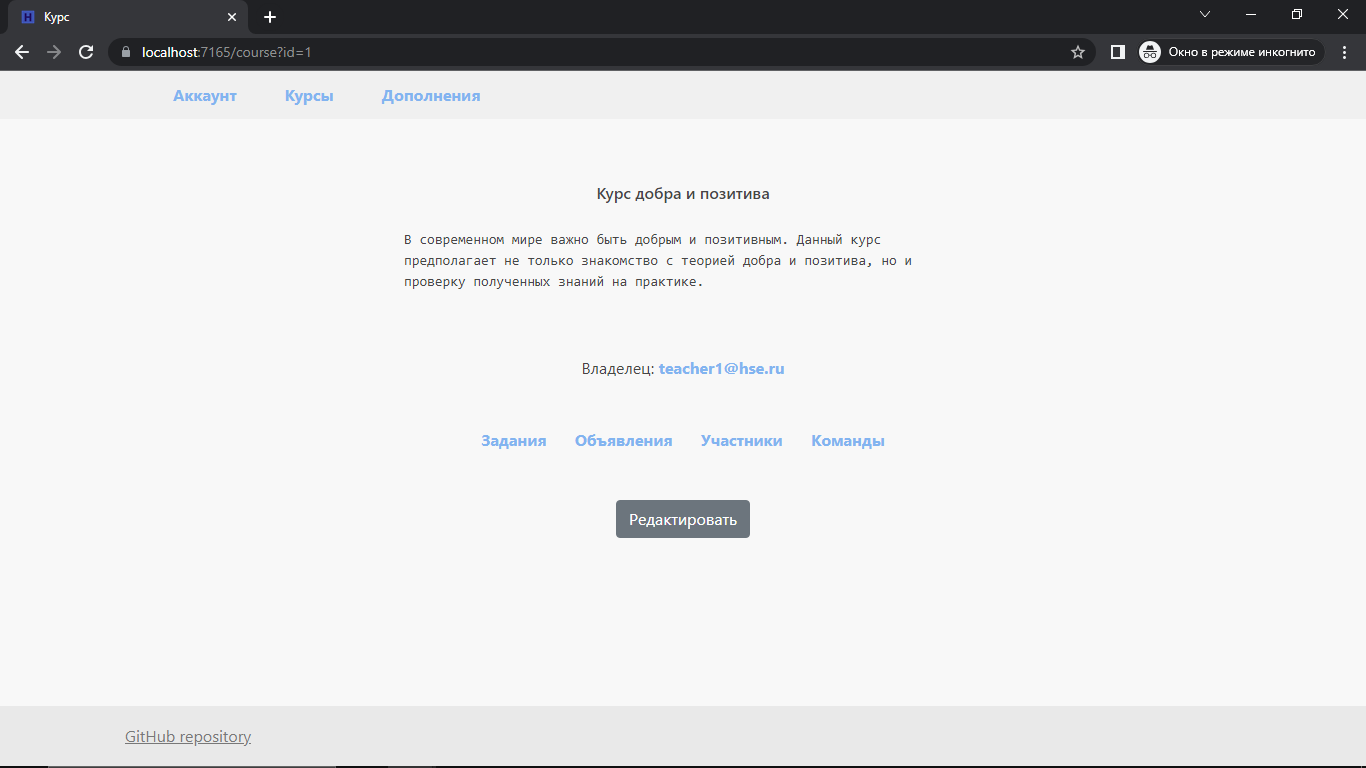 Курс
localhost:7165/course?id=1
Окно в режиме инкогнито
Аккаунт Курсы Дополнения
Курс добра и позитива
В современном мире важно быть добрым и позитивным. Данный курс
предполагает не только знакомство с теорией добра и позитива, но и
проверку полученных знаний на практике.
Владелец: teacher1@hse.ru
Задания Объявления Участники Команды
Редактировать
GitHub repository